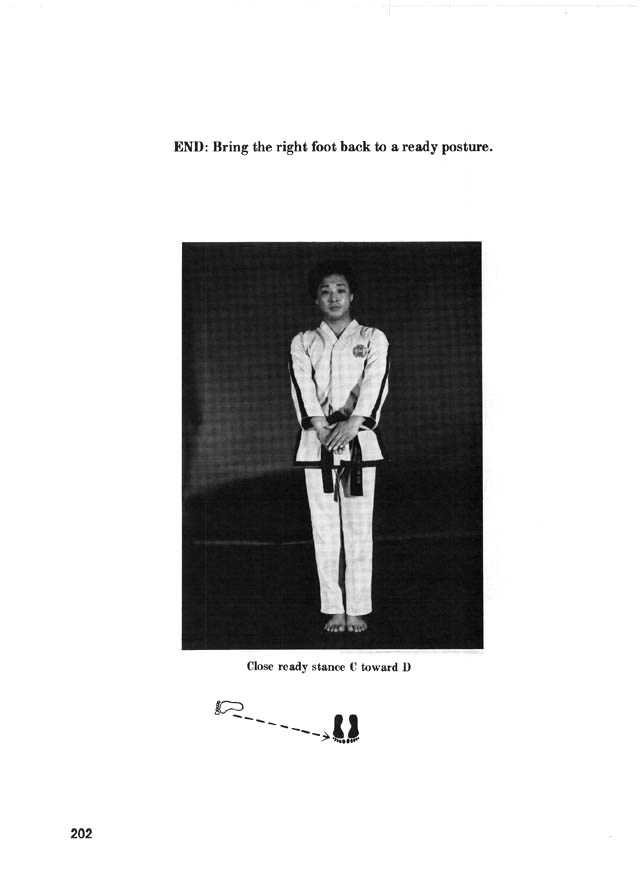 END: Bring the right foot back to a ready posture.
Close ready stance C toward D
202